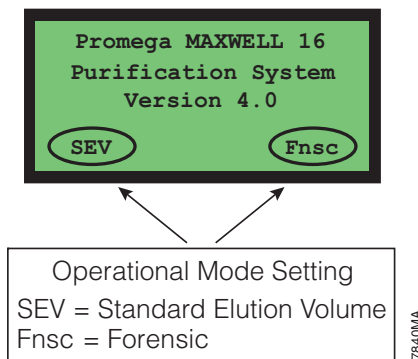 Promega MAXWELL 16
Purification System
Version 4.0
SEV Fnsc
Operational Mode Setting
SEV = Standard Elution Volume
Fnsc = Forensic
7840MA